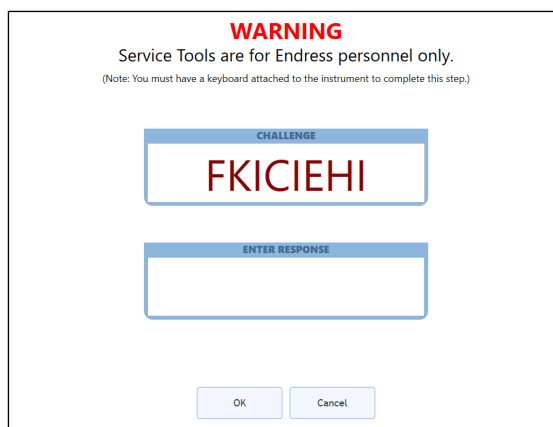 WARNING
Service Tools are for Endress personnel only.
(Note: You must have a keyboard attached to the instrument to complete this step.)
CHALLENGE
FKICIEHI
ENTER RESPONSE
OK
Cancel